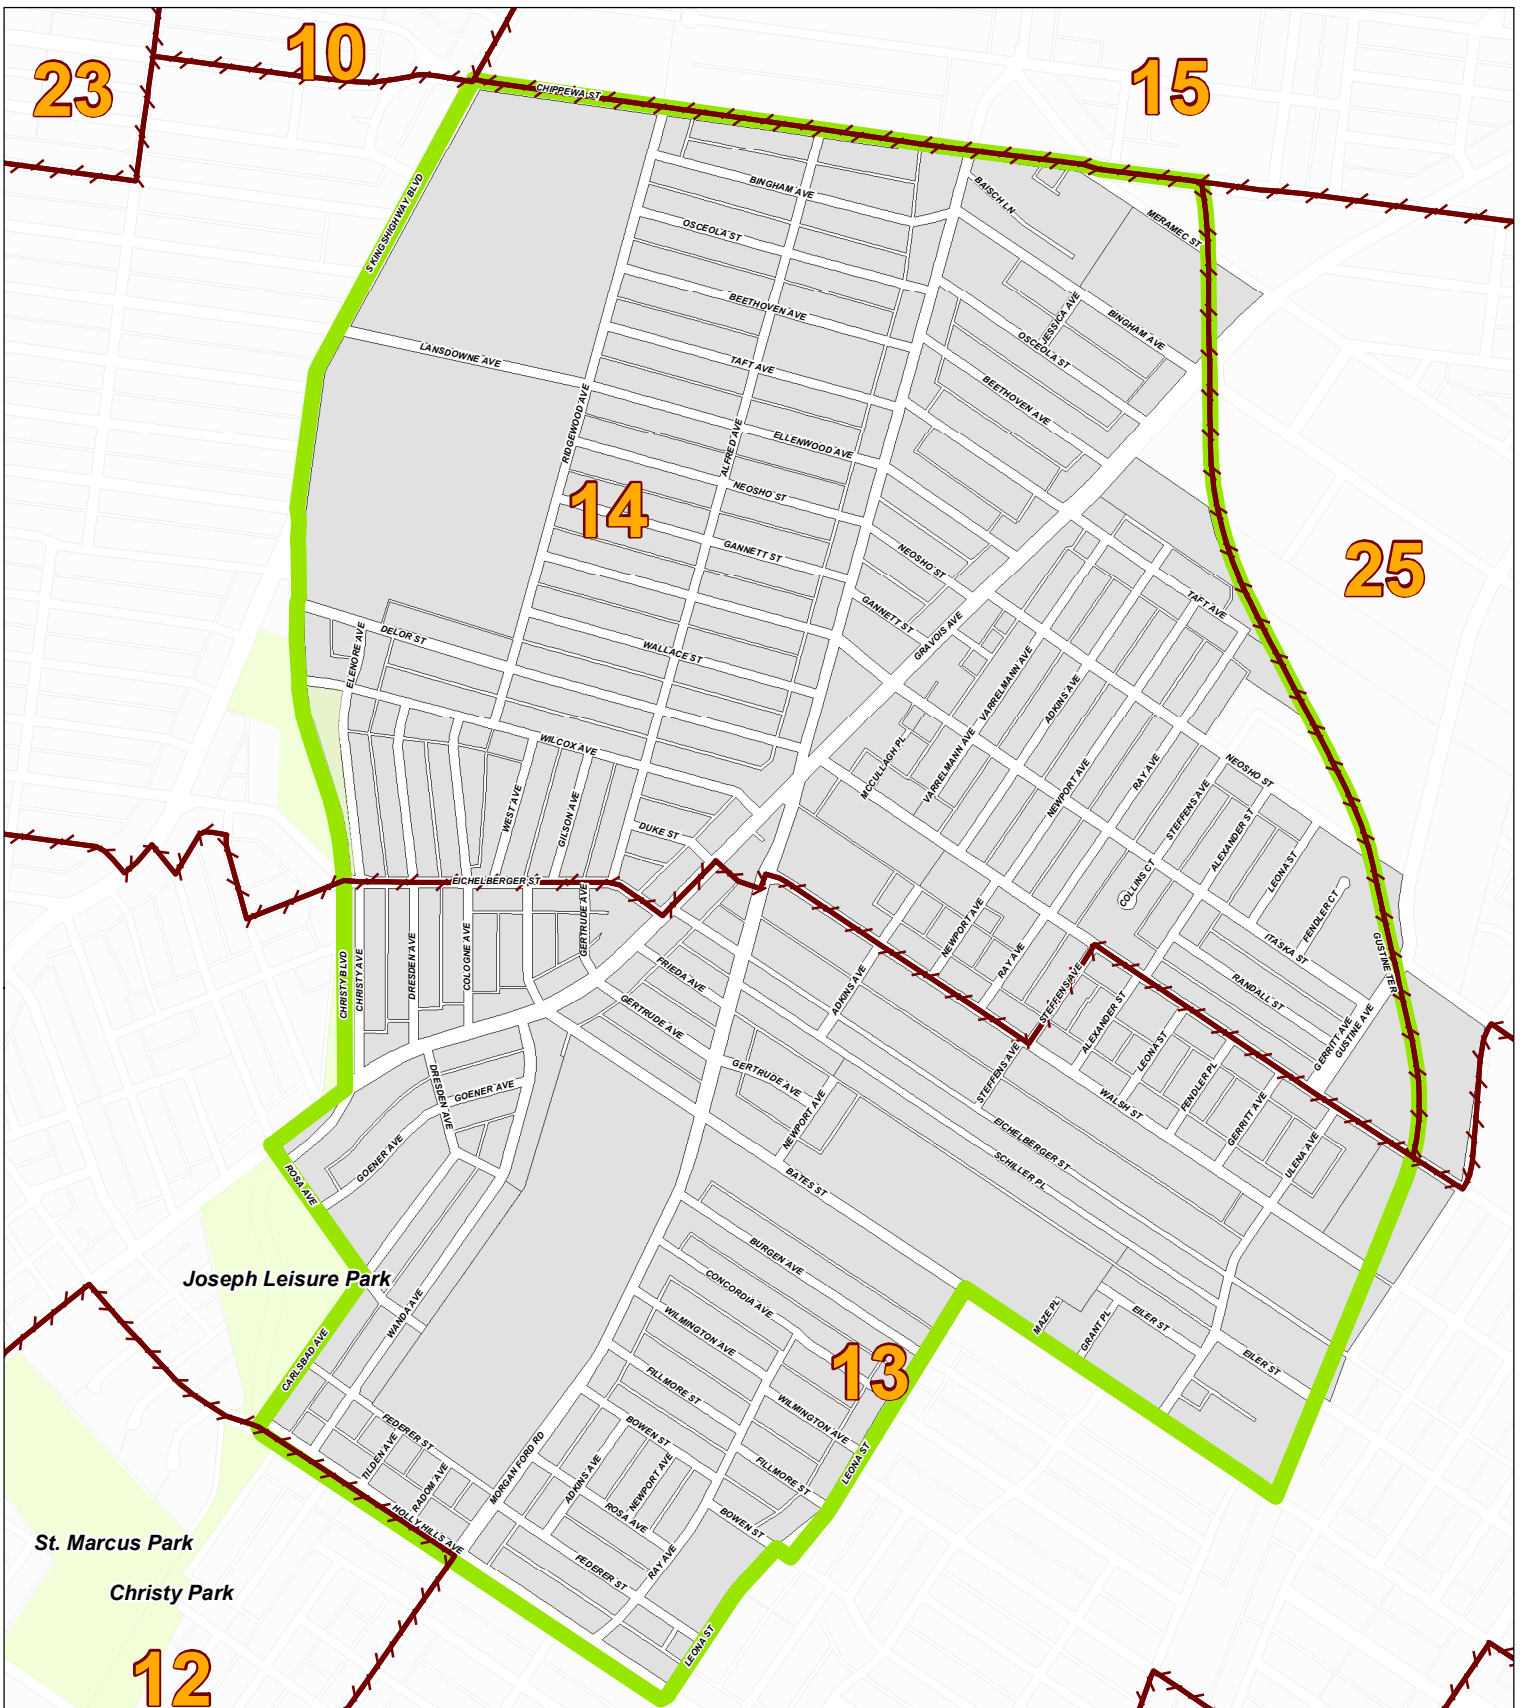 10
23
15
CHIPPEWA ST
S KINGSHIGHWAY BLVD
BINGHAM AVE
BAISCH LN
MERAMEC ST
OSCEOLA ST
BEETHOVEN AVE
JESSICA AVE
BINGHAM AVE
OSCEOLA ST
LANSDOWNE AVE
TAFT AVE
BEETHOVEN AVE
RIDGEWOOD AVE
ALFRED AVE
ELLENWOOD AVE
NEOSHO ST
14
GANNETT ST
NEOSHO ST
25
GANNETT ST
TAFT AVE
GRAVOIS AVE
DELOR ST
ELENORE AVE
WALLACE ST
VARRELMANN AVE
ADKINS AVE
WILCOX AVE
MCCULLAGH PL
VARRELMANN AVE
NEWPORT AVE
RAY AVE
NEOSHO ST
STEFFENS AVE
WEST AVE
GILSON AVE
DUKE ST
ALEXANDER ST
LEONA ST
EICHELBERGER ST
COLLINS CT
FENDLER CT
GERTRUDE AVE
NEWPORT AVE
ITASKA ST
GUSTINE TER
CHRISTY BLVD
CHRISTY AVE
DRESDEN AVE
COLOGNE AVE
FRIEDA AVE
RAY AVE
ADKINS AVE
STEFFENS AVE
RANDALL ST
GERTRUDE AVE
ALEXANDER ST
LEONA ST
GERRITT AVE
GUSTINE AVE
DRESDEN AVE
GOENER AVE
GERTRUDE AVE
STEFFENS AVE
FENDLER PL
WALSH ST
NEWPORT AVE
GERRITT AVE
ULENA AVE
GOENER AVE
EICHELBERGER ST
SCHILLER PL
ROSA AVE
BATES ST
BURGEN AVE
Joseph Leisure Park
CONCORDIA AVE
WANDA AVE
WILMINGTON AVE
MAZE PL
GRANT PL
EILER ST
CARLSBAD AVE
EILER ST
13
FILLMORE ST
WILMINGTON AVE
FEDERER ST
BOWEN ST
TILDEN AVE
MORGAN FORD RD
LEONA ST
FILLMORE ST
RADOM AVE
ADKINS AVE
NEWPORT AVE
HOLLY HILLS AVE
ROSA AVE
BOWEN ST
St. Marcus Park
FEDERER ST
RAY AVE
Christy Park
LEONA ST
12